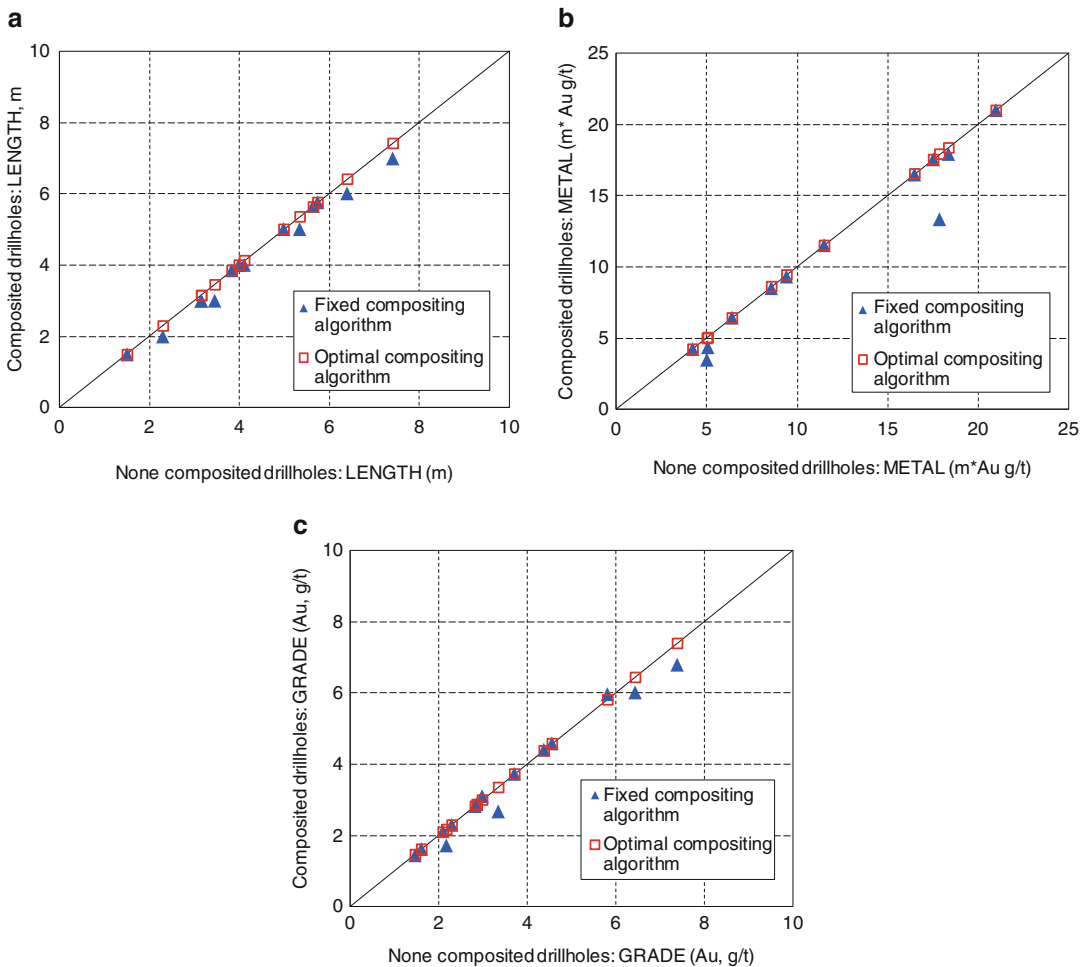 a
Composited drillholes: LENGTH, m
10
8
6
4
2
0
0 2 4 6 8 10
Fixed compositing
algorithm
Optimal compositing
algorithm
None composited drillholes: LENGTH (m)
b
Composited drillholes: METAL (m* Au g/t)
25
20
15
10
5
0
0 5 10 15 20 25
Fixed compositing
algorithm
Optimal compositing
algorithm
None composited drillholes: METAL (m*Au g/t)
c
Composited drillholes: GRADE (Au, g/t)
10
8
6
4
2
0
0 2 4 6 8 10
Fixed compositing
algorithm
Optimal compositing
algorithm
None composited drillholes: GRADE (Au, g/t)